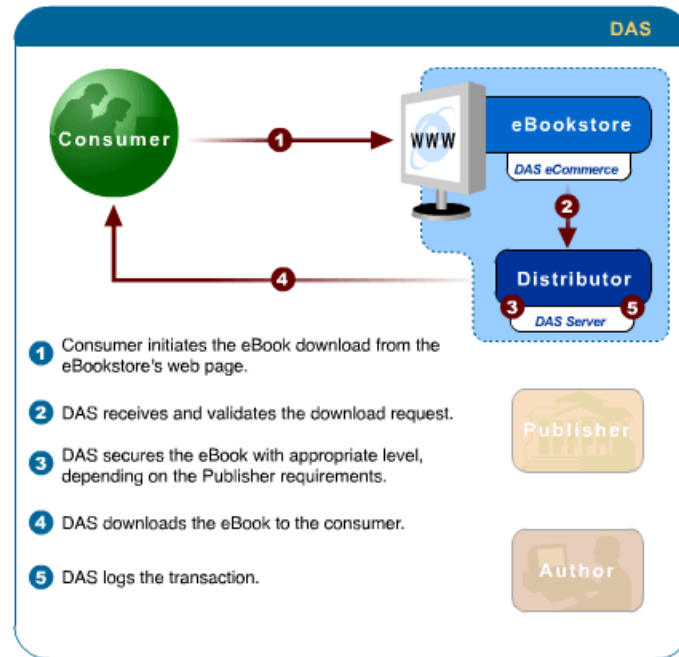 DAS
Consumer
1
WWW
eBookstore
DAS eCommerce
2
Distributor
3
5
DAS Server
4
1 Consumer initiates the eBook download from the
eBookstore's web page.
2 DAS receives and validates the download request.
3 DAS secures the eBook with appropriate level,
depending on the Publisher requirements.
4 DAS downloads the eBook to the consumer.
5 DAS logs the transaction.
Publisher
Author